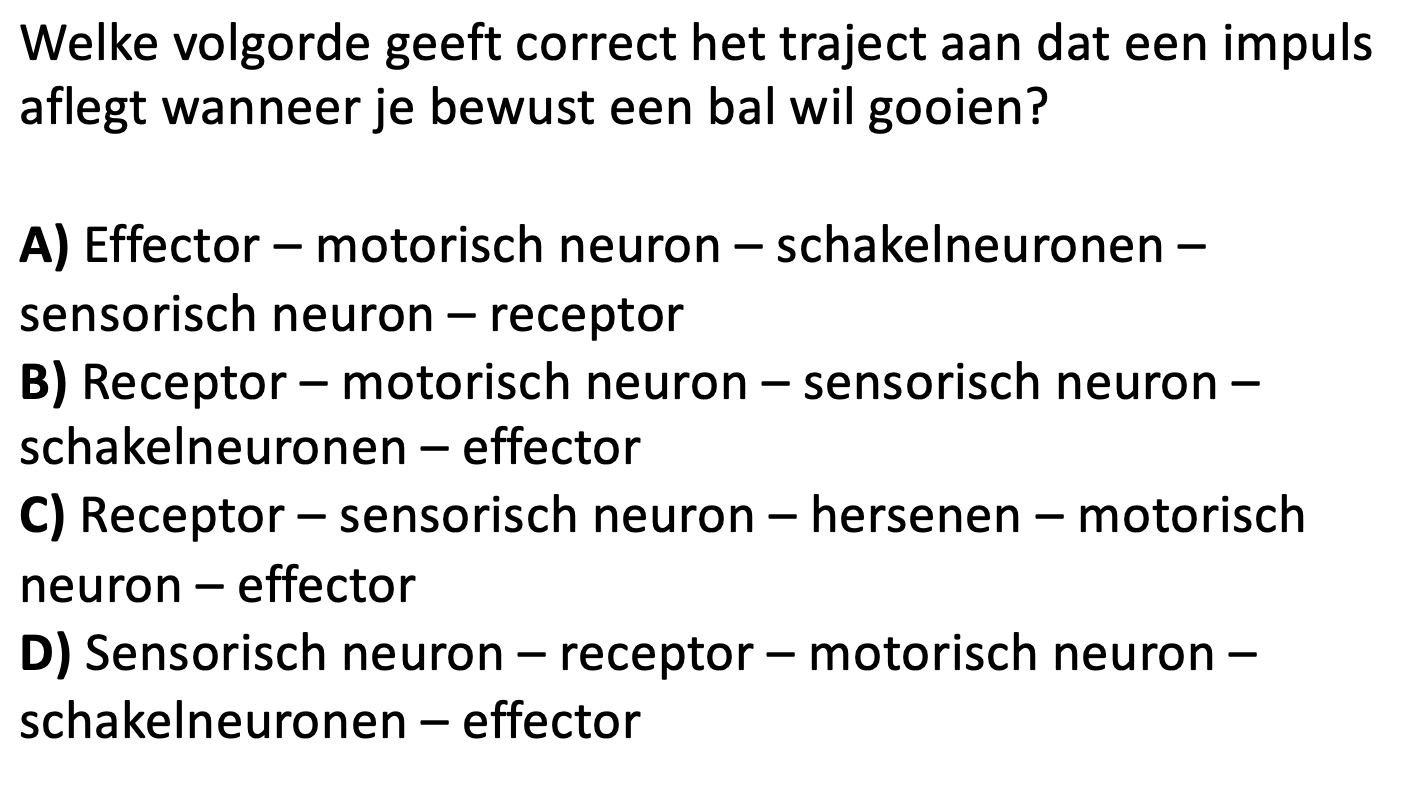 Welke volgorde geeft correct het traject aan dat een impuls
aflegt wanneer je bewust een bal wil gooien?
A) Effector – motorisch neuron – schakelneuronen –
sensorisch neuron – receptor
B) Receptor – motorisch neuron – sensorisch neuron –
schakelneuronen – effector
C) Receptor – sensorisch neuron – hersenen – motorisch
neuron – effector
D) Sensorisch neuron – receptor – motorisch neuron –
schakelneuronen – effector